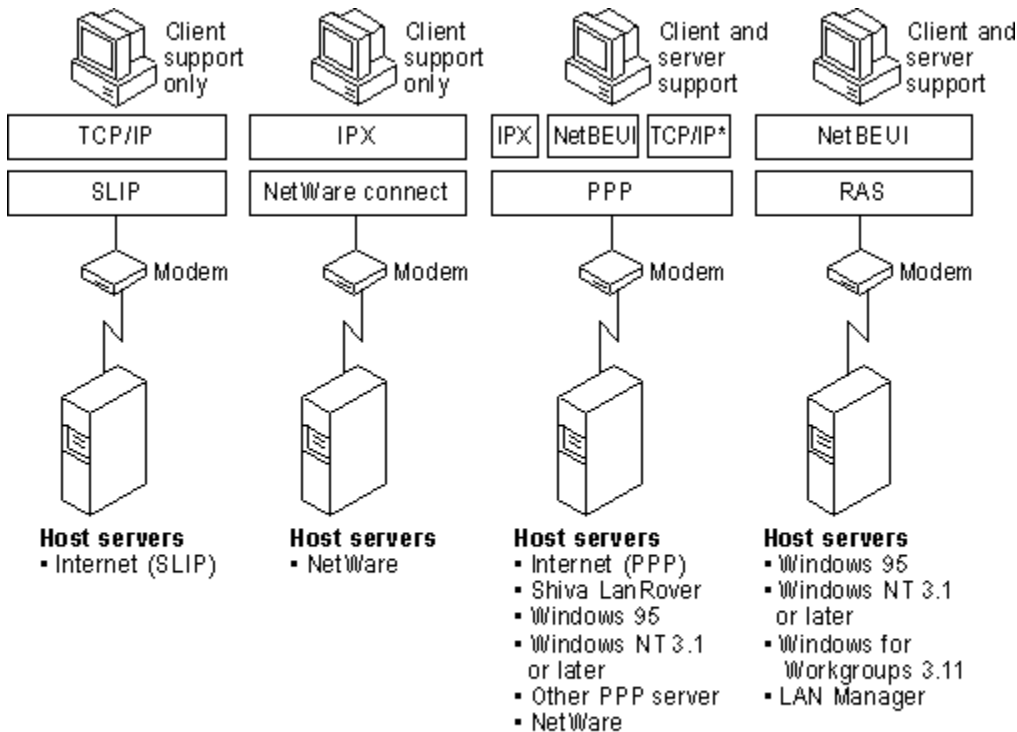 Client
support
only
TCP/IP
SLIP
Modem
Host servers
▪ Internet (SLIP)
Client
support
only
IPX
NetWare connect
Modem
Host servers
▪ NetWare
Client and
server
support
IPX
NetBEUI
TCP/IP*
PPP
Modem
Host servers
▪ Internet (PPP)
▪ Shiva LanRover
▪ Windows 95
▪ Windows NT 3.1
or later
▪ Other PPP server
▪ NetWare
Client and
server
support
NetBEUI
RAS
Modem
Host servers
▪ Windows 95
▪ Windows NT 3.1
or later
▪ Windows for
Workgroups 3.11
▪ LAN Manager